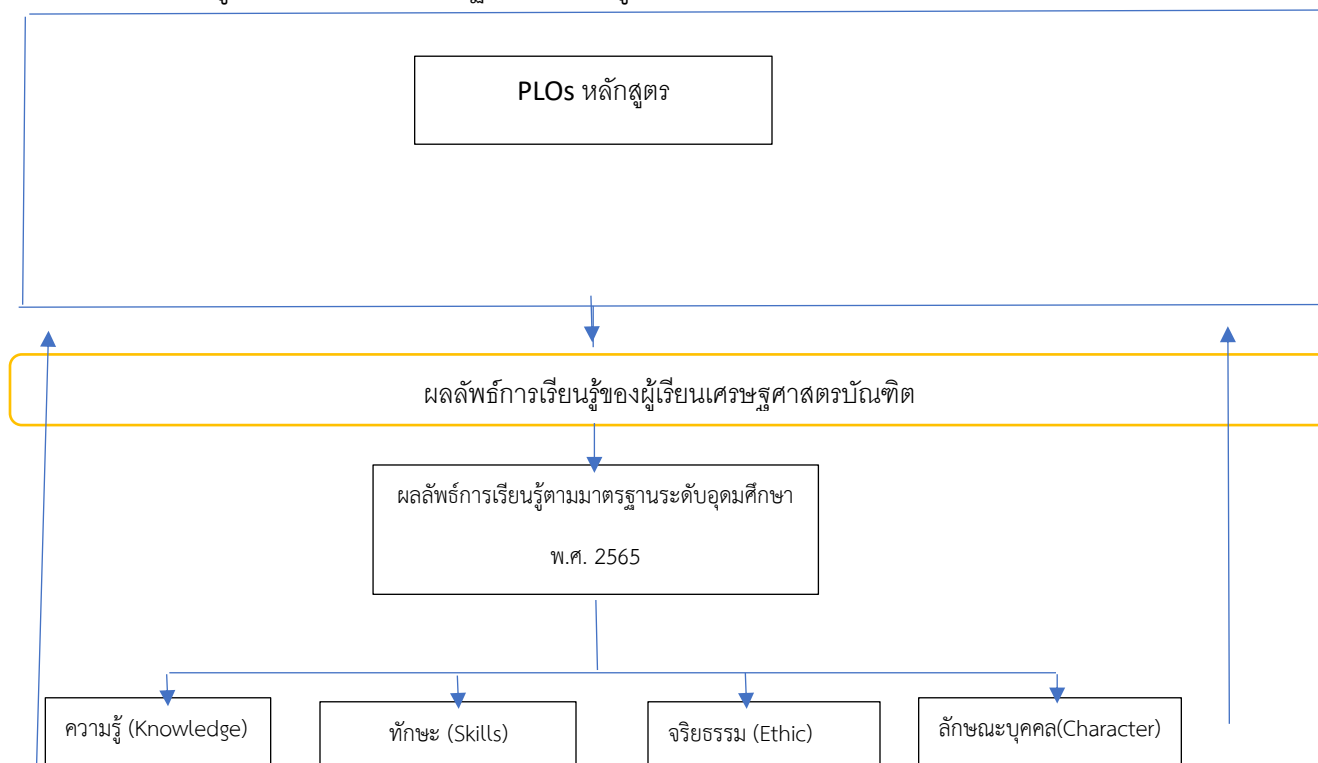 PLOs หลักสูตร
ผลลัพธ์การเรียนรู้ของผู้เรียนเศรษฐศาสตรบัณฑิต
ผลลัพธ์การเรียนรู้ตามมาตรฐานระดับอุดมศึกษา
พ.ศ. 2565
ความรู้ (Knowledge)
ทักษะ (Skills)
จริยธรรม (Ethic)
ลักษณะบุคคล(Character)